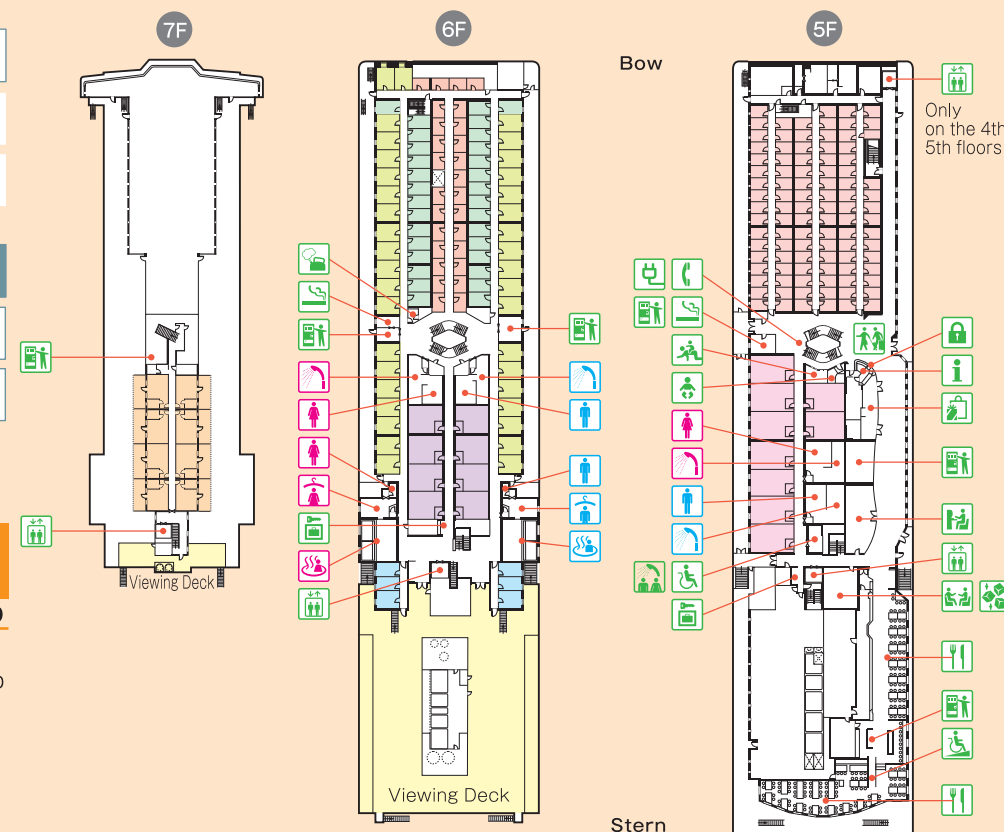 7F
6F
5F
Bow
Only
on the 4th
5th floors
Viewing Deck
Viewing Deck
Stern